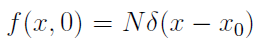 f(x, 0) = Nδ(x − x₀)